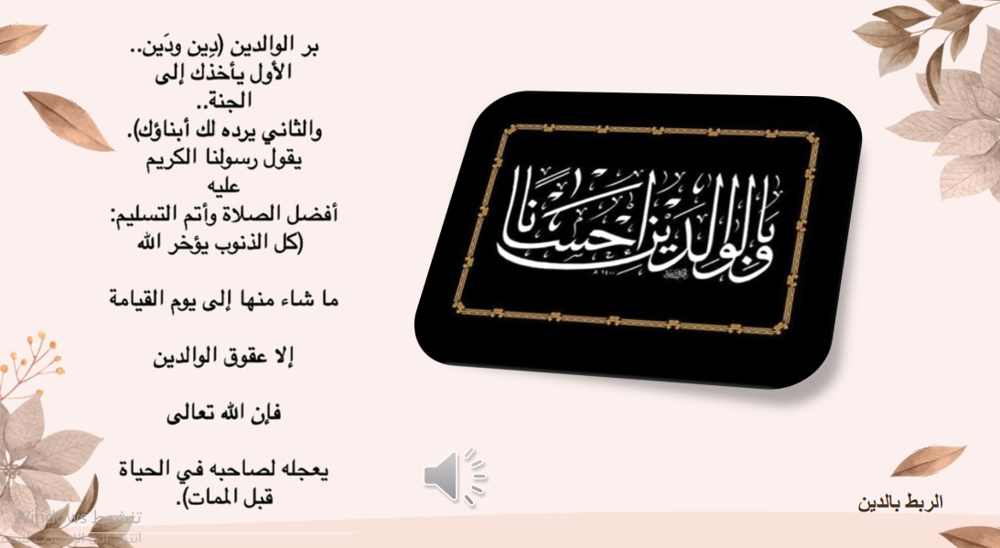 بر الوالدين (دِين ودَين..
الأول يأخذك إلى
الجنة..
والثاني يرده لك أبناؤك).
يقول رسولنا الكريم
عليه
أفضل الصلاة وأتم التسليم:
(كل الذنوب يؤخر الله
ما شاء منها إلى يوم القيامة
إلا عقوق الوالدين
فإن الله تعالى
يعجله لصاحبه في الحياة
قبل الممات).
وبالوالدين إحسانا
الربط بالدين
تنشيط Windows